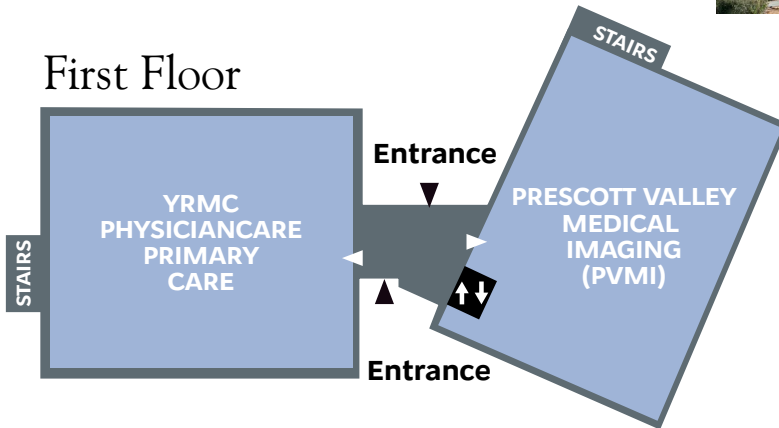 First Floor
STAIRS
Entrance
YRMC
PHYSICIANCARE
PRIMARY
CARE
PRESCOTT VALLEY
MEDICAL
IMAGING
(PVMI)
STAIRS
Entrance